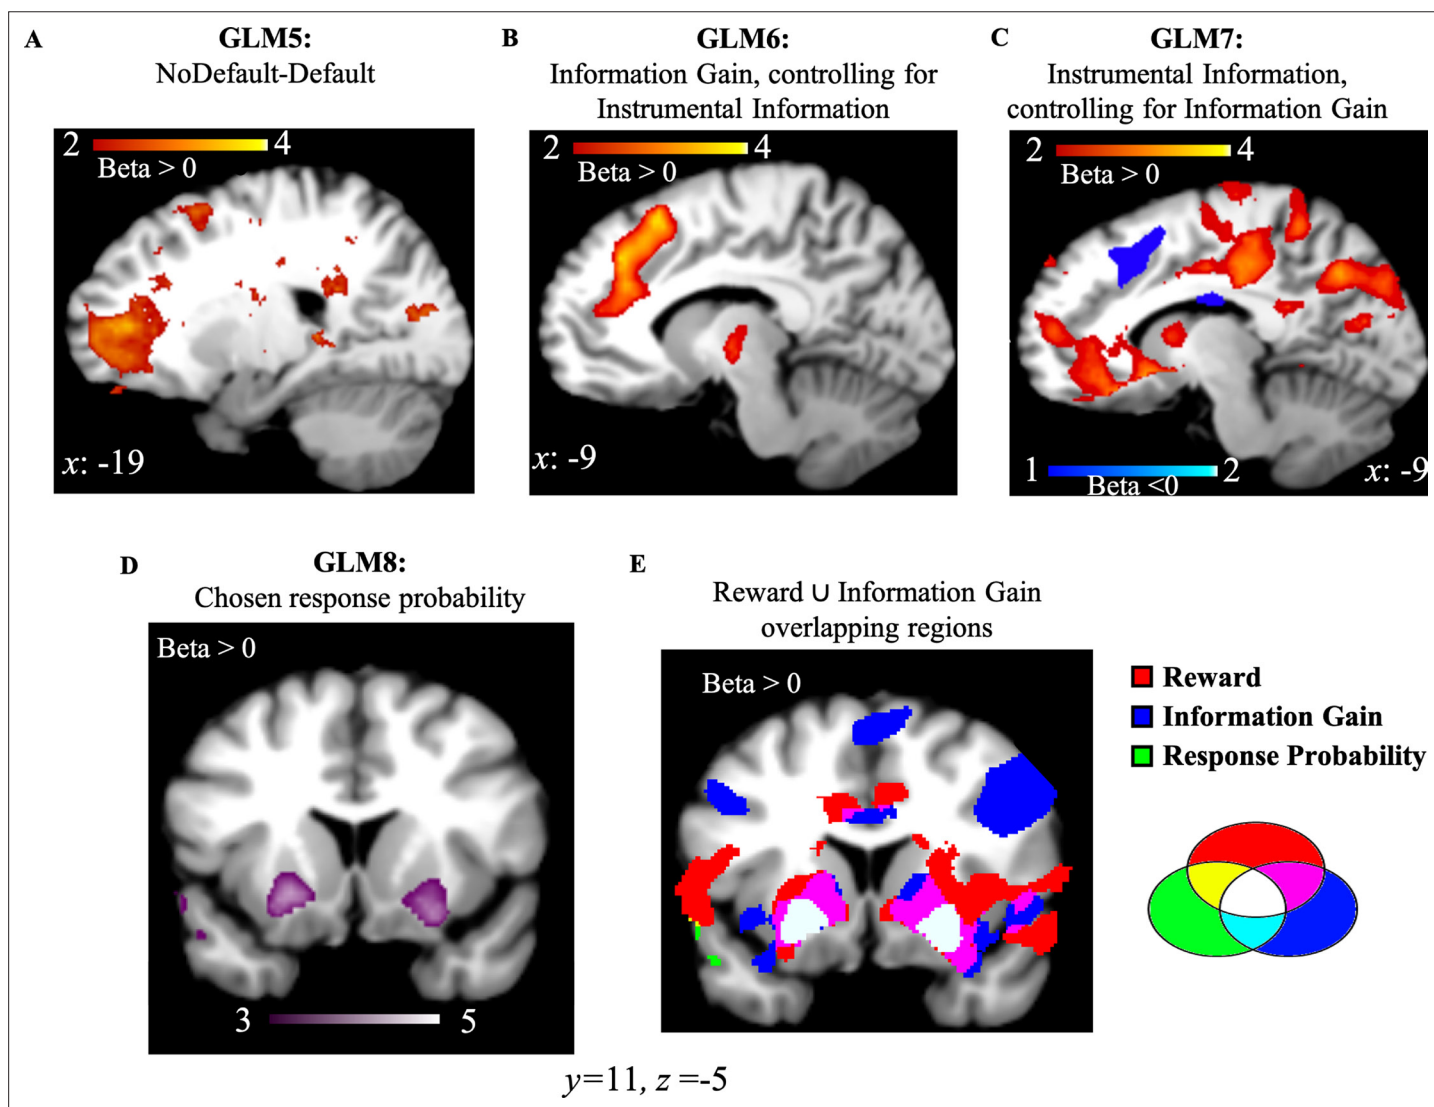 A
GLM5:
NoDefault-Default
2
4
Beta > 0
x: -19
B
GLM6:
Information Gain, controlling for
Instrumental Information
2
4
Beta > 0
x: -9
C
GLM7:
Instrumental Information,
controlling for Information Gain
2
4
Beta > 0
1
2
Beta <0
x: -9
D
GLM8:
Chosen response probability
Beta > 0
3
5
E
Reward ∪ Information Gain
overlapping regions
Beta > 0
Reward
Information Gain
Response Probability
y=11, z =-5